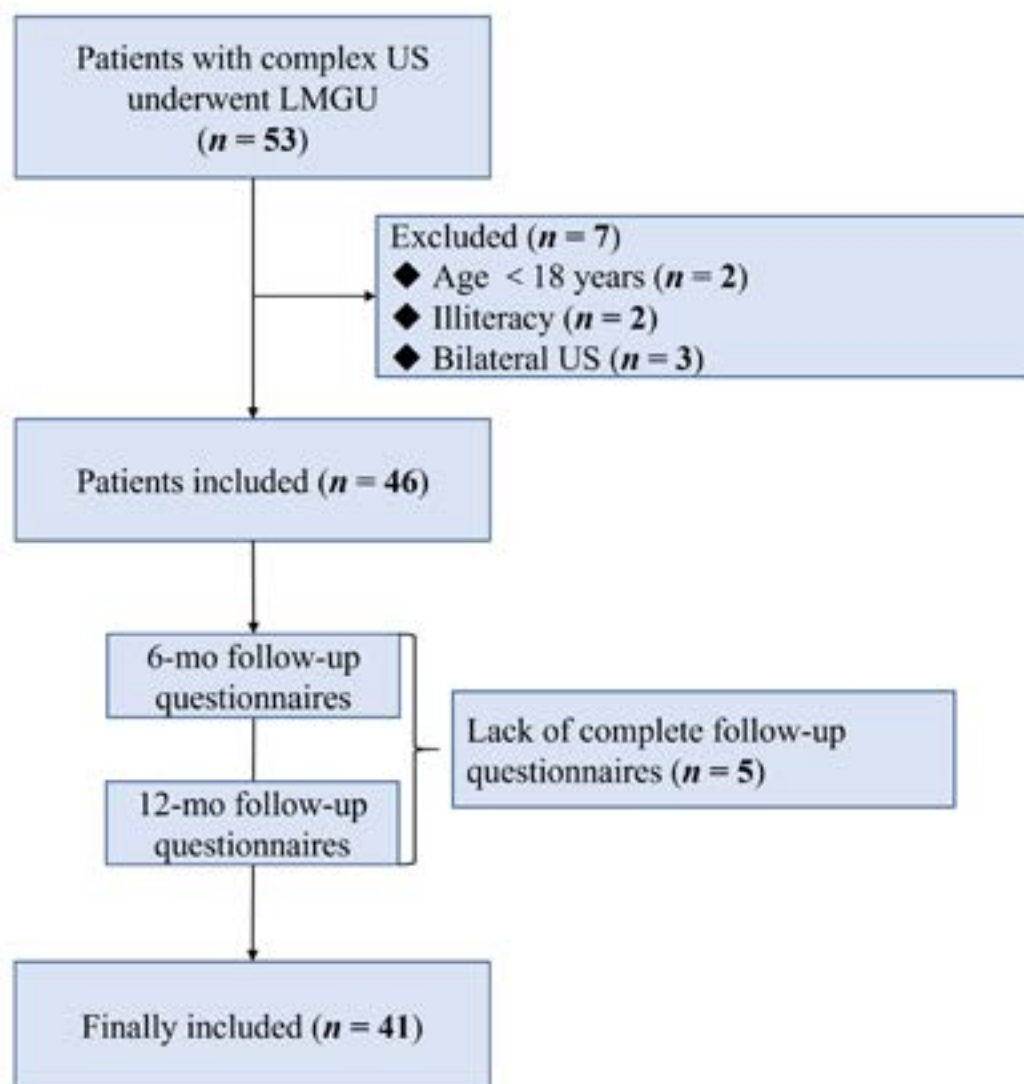 Patients with complex US
underwent LMGU
(n = 53)
Excluded (n = 7)
◆ Age < 18 years (n = 2)
◆ Illiteracy (n = 2)
◆ Bilateral US (n = 3)
Patients included (n = 46)
6-mo follow-up
questionnaires
Lack of complete follow-up
questionnaires (n = 5)
12-mo follow-up
questionnaires
Finally included (n = 41)